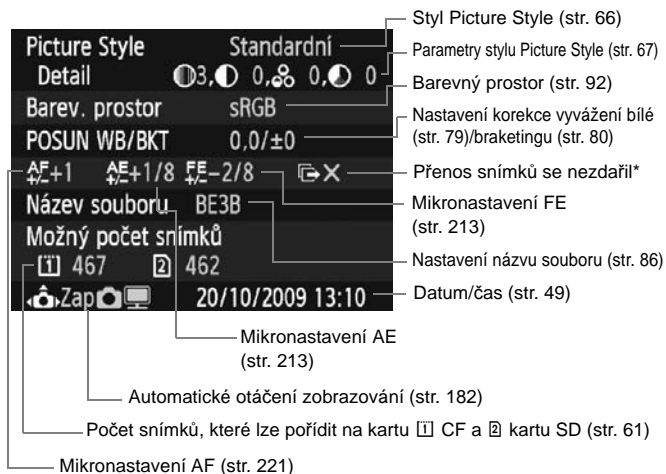 Picture Style Standardní
Detail 3, 0, 0, 0
Barev. prostor sRGB
POSUN WB/BKT 0,0/±0
AF+/-+1 AE+/-+1/8 FE+/-−2/8
Název souboru BE3B
Možný počet snímků
[1] 467 [2] 462
Zap 20/10/2009 13:10
Styl Picture Style (str. 66)
Parametry stylu Picture Style (str. 67)
Barevný prostor (str. 92)
Nastavení korekce vyvážení bílé
(str. 79)/braketingu (str. 80)
Přenos snímků se nezdařil*
Mikronastavení FE
(str. 213)
Nastavení názvu souboru (str. 86)
Datum/čas (str. 49)
Mikronastavení AE
(str. 213)
Automatické otáčení zobrazování (str. 182)
Počet snímků, které lze pořídit na kartu [1] CF a [2] kartu SD (str. 61)
Mikronastavení AF (str. 221)